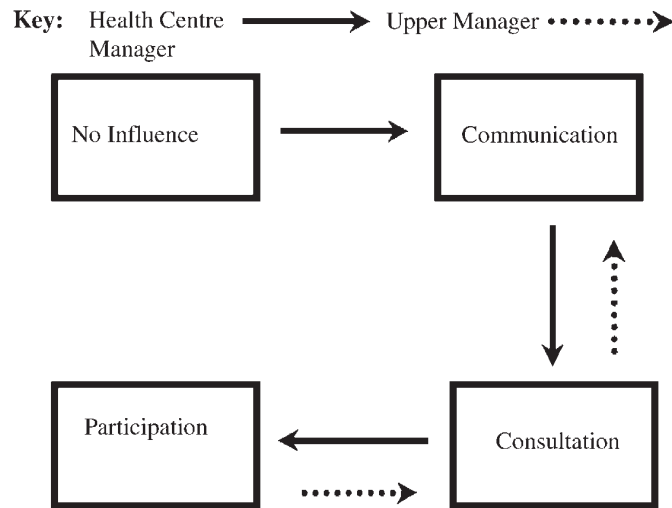 Key: Health Centre Manager
Upper Manager
No Influence
Communication
Participation
Consultation